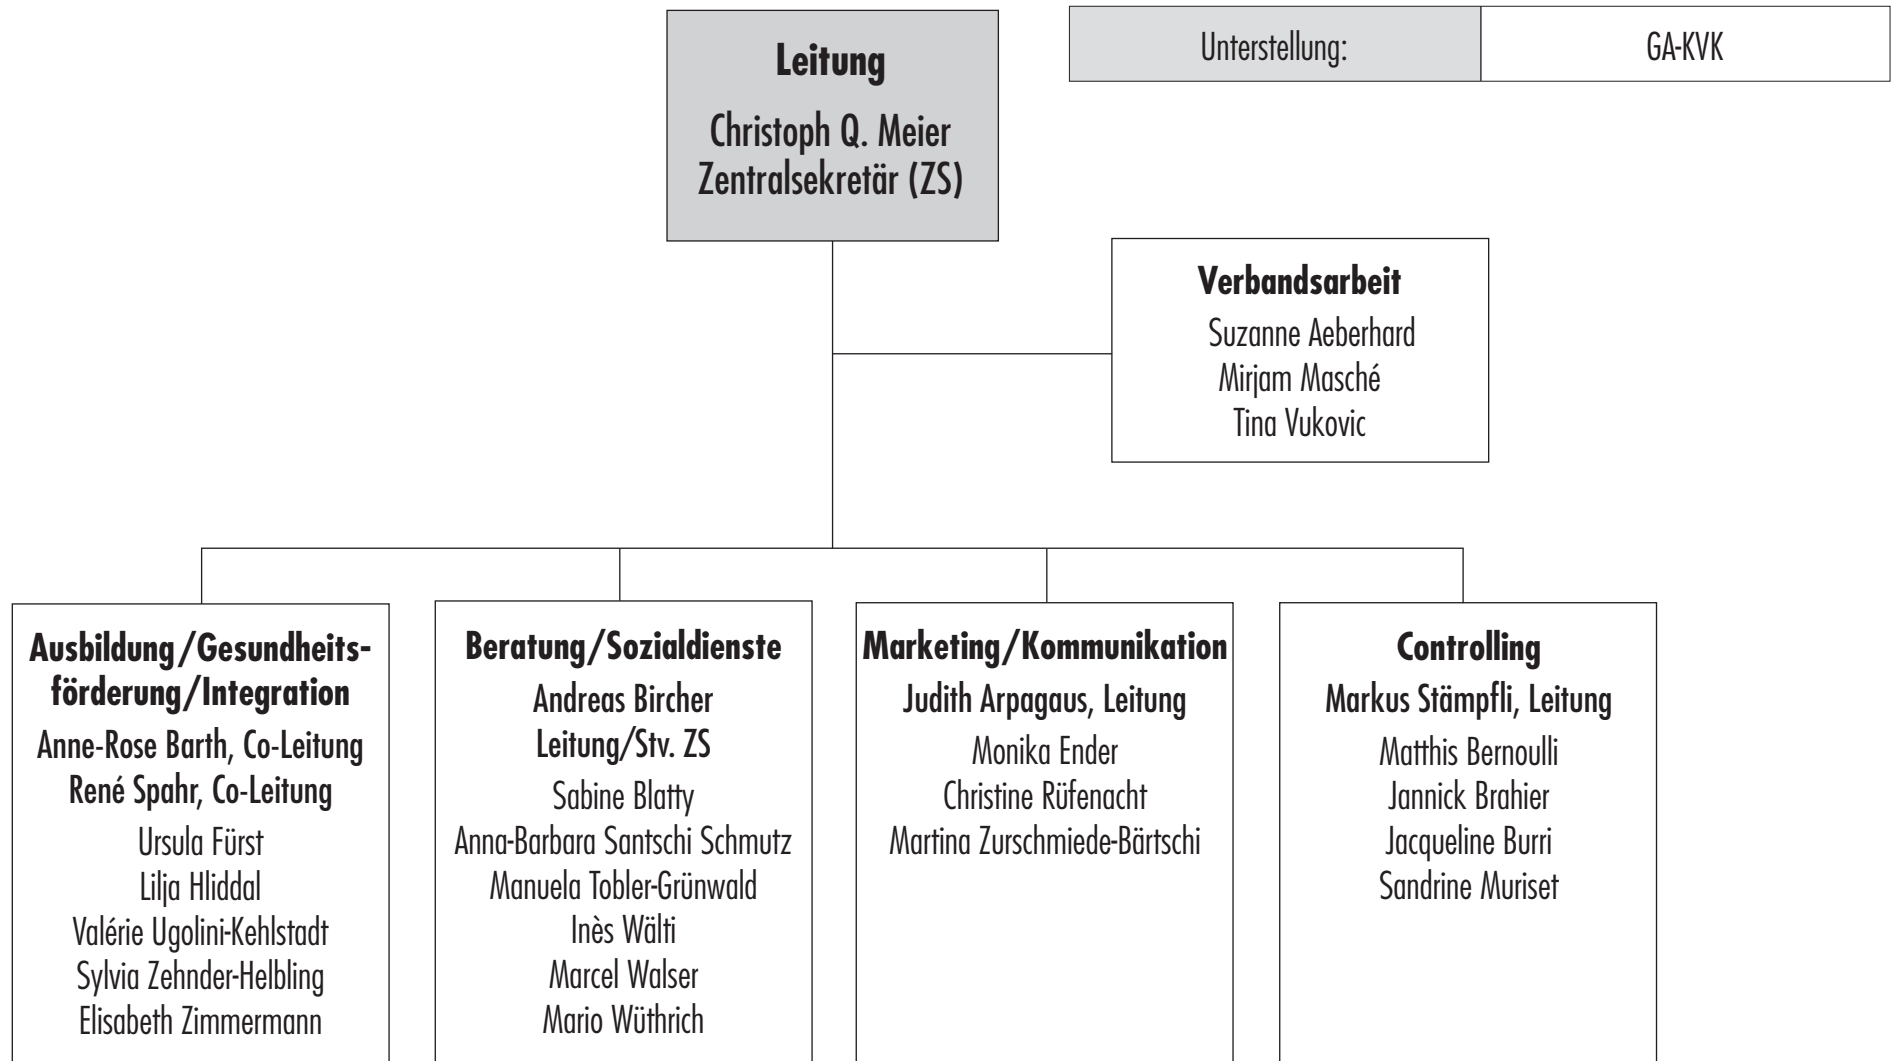 Leitung
Christoph Q. Meier
Zentralsekretär (ZS)
Unterstellung:
GA-KVK
Verbandsarbeit
Suzanne Aeberhard
Mirjam Masché
Tina Vukovic
Ausbildung/Gesundheits-
förderung/Integration
Anne-Rose Barth, Co-Leitung
René Spahr, Co-Leitung
Ursula Fürst
Lilja Hliddal
Valérie Ugolini-Kehlstadt
Sylvia Zehnder-Helbling
Elisabeth Zimmermann
Beratung/Sozialdienste
Andreas Bircher
Leitung/Stv. ZS
Sabine Blatty
Anna-Barbara Santschi Schmutz
Manuela Tobler-Grünwald
Inès Wälti
Marcel Walser
Mario Wüthrich
Marketing/Kommunikation
Judith Arpagaus, Leitung
Monika Ender
Christine Rüfenacht
Martina Zurschmiede-Bärtschi
Controlling
Markus Stämpfli, Leitung
Matthis Bernoulli
Jannick Brahier
Jacqueline Burri
Sandrine Muriset